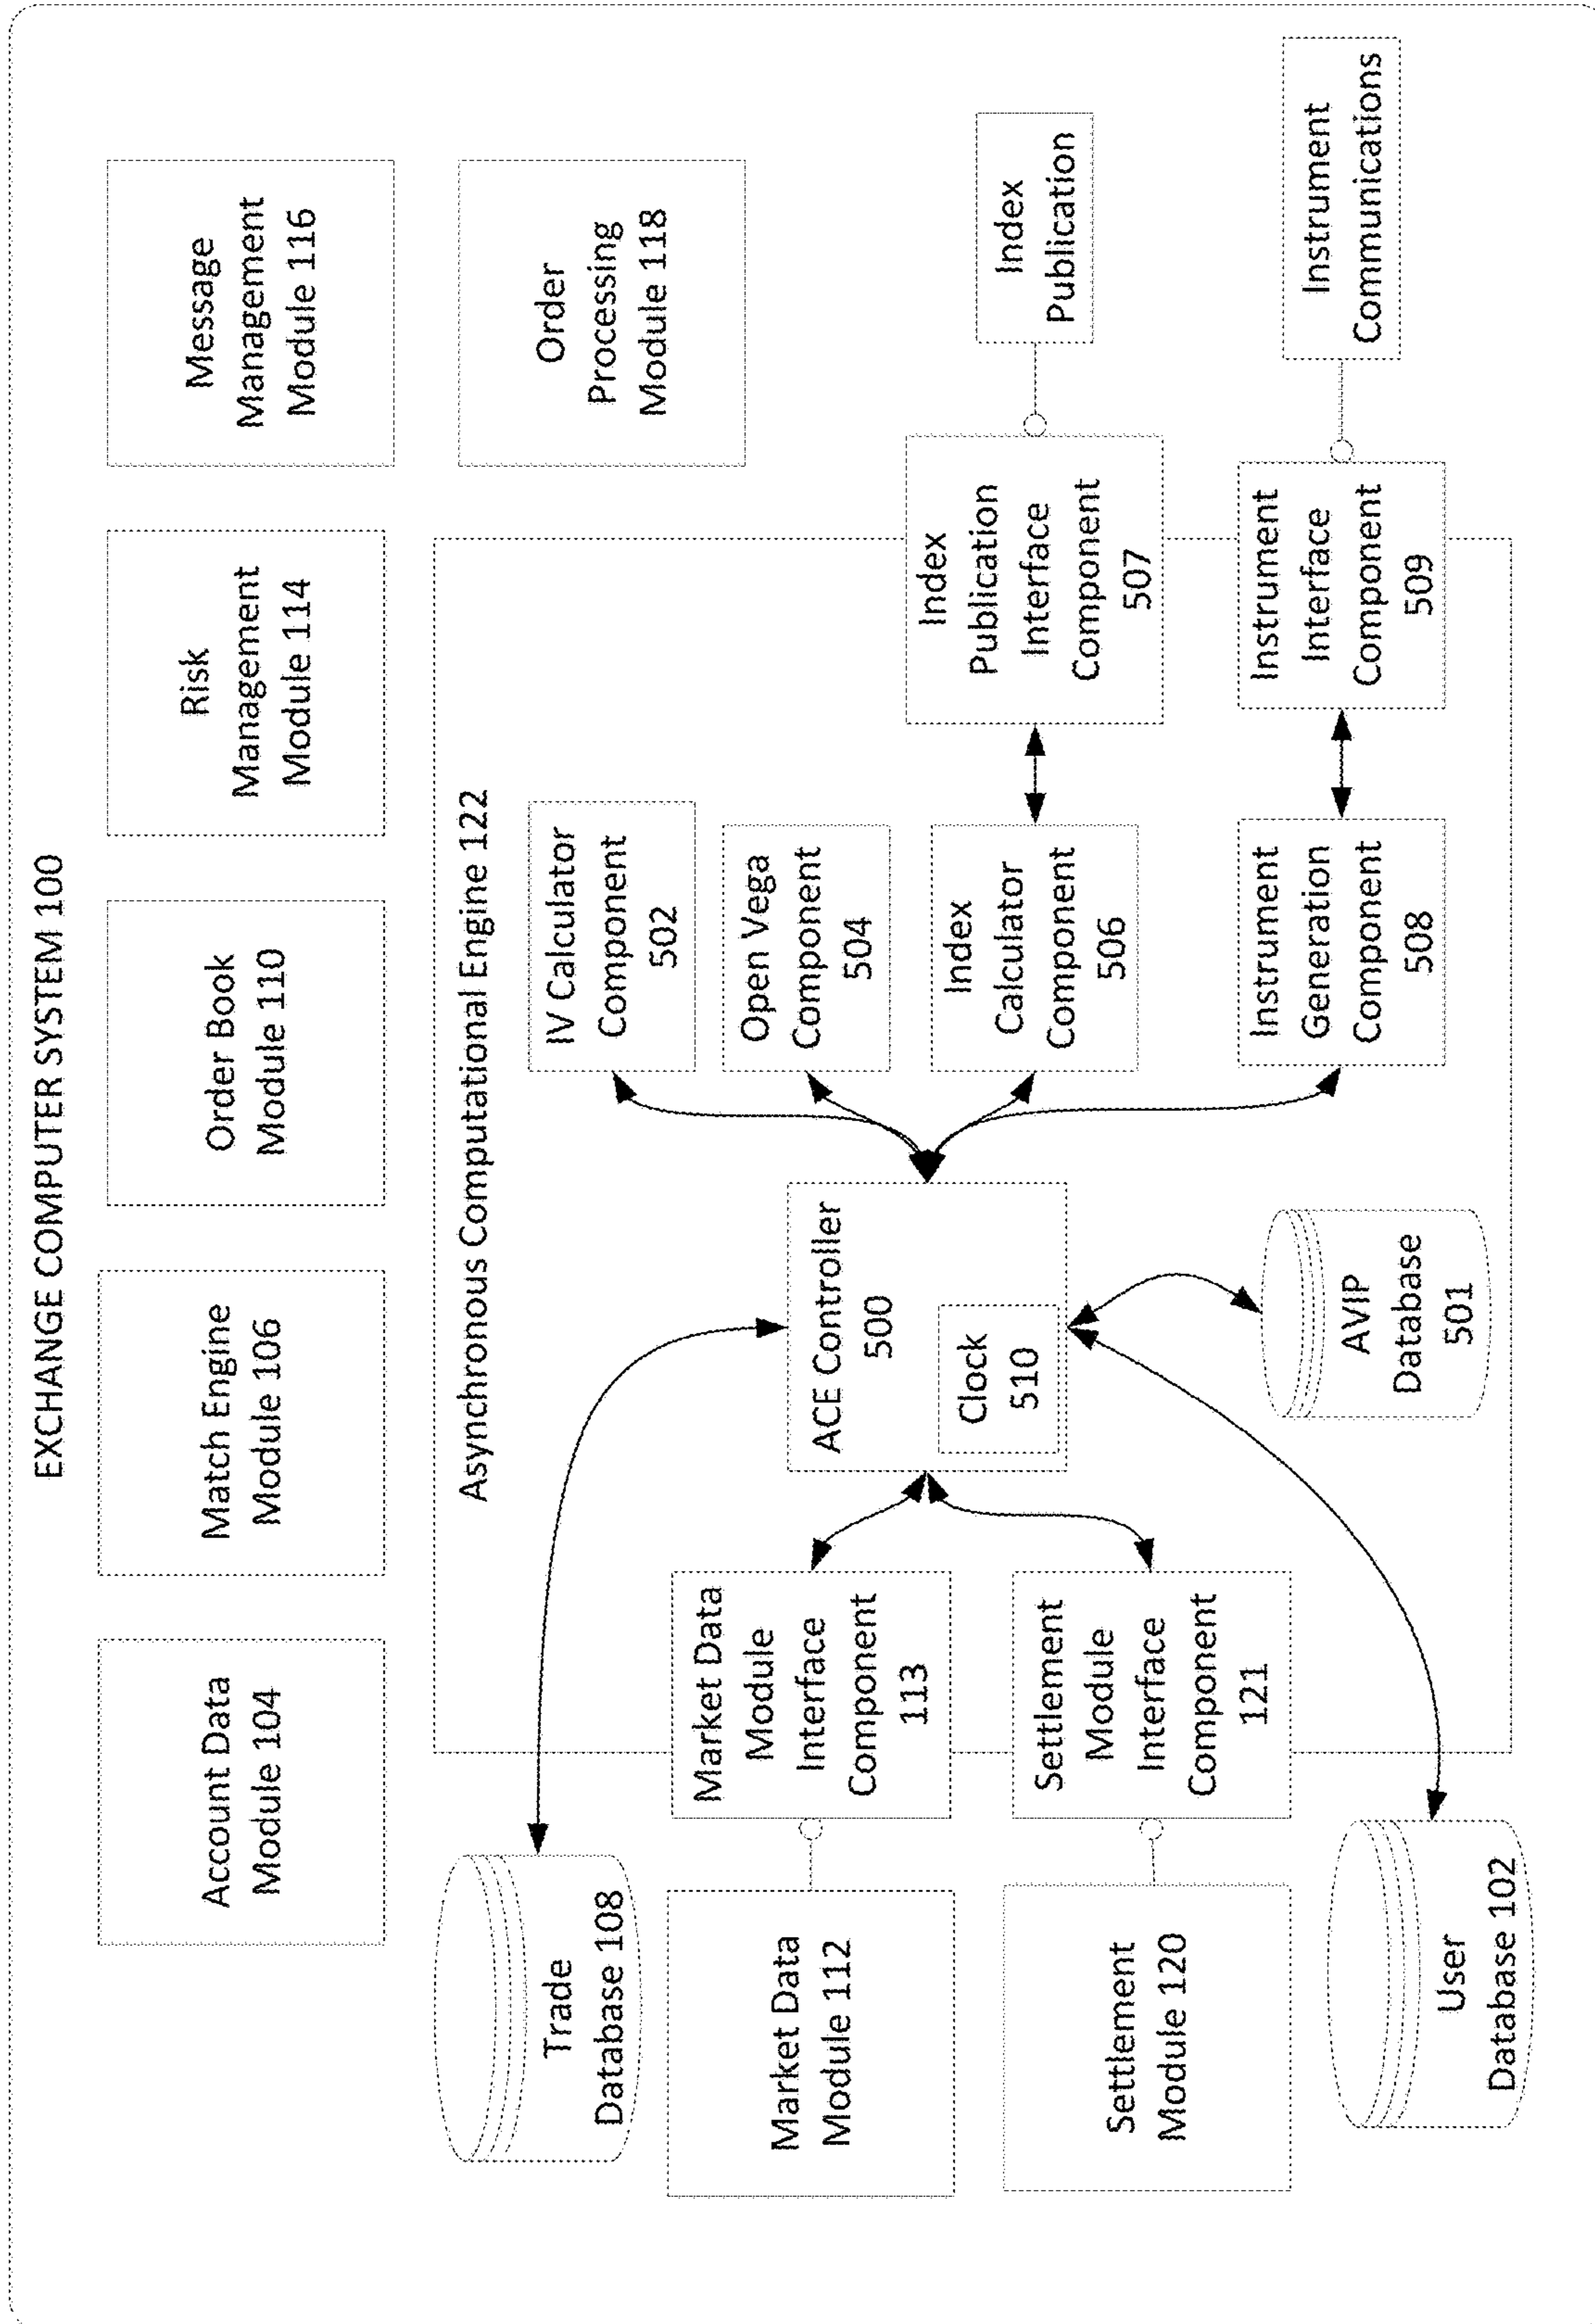 EXCHANGE COMPUTER SYSTEM 100
Account Data
Module 104
Match Engine
Module 106
Order Book
Module 110
Risk
Management
Module 114
Message
Management
Module 116
Trade
Database 108
Asynchronous Computational Engine 122
Order
Processing
Module 118
Market Data
Module 112
Market Data
Module
Interface
Component
113
ACE Controller
500
Clock
510
IV Calculator
Component
502
Open Vega
Component
504
Index
Calculator
Component
506
Index
Publication
Interface
Component
507
Index
Publication
Settlement
Module 120
Settlement
Module
Interface
Component
121
AVIP
Database
501
Instrument
Generation
Component
508
Instrument
Interface
Component
509
Instrument
Communications
User
Database 102